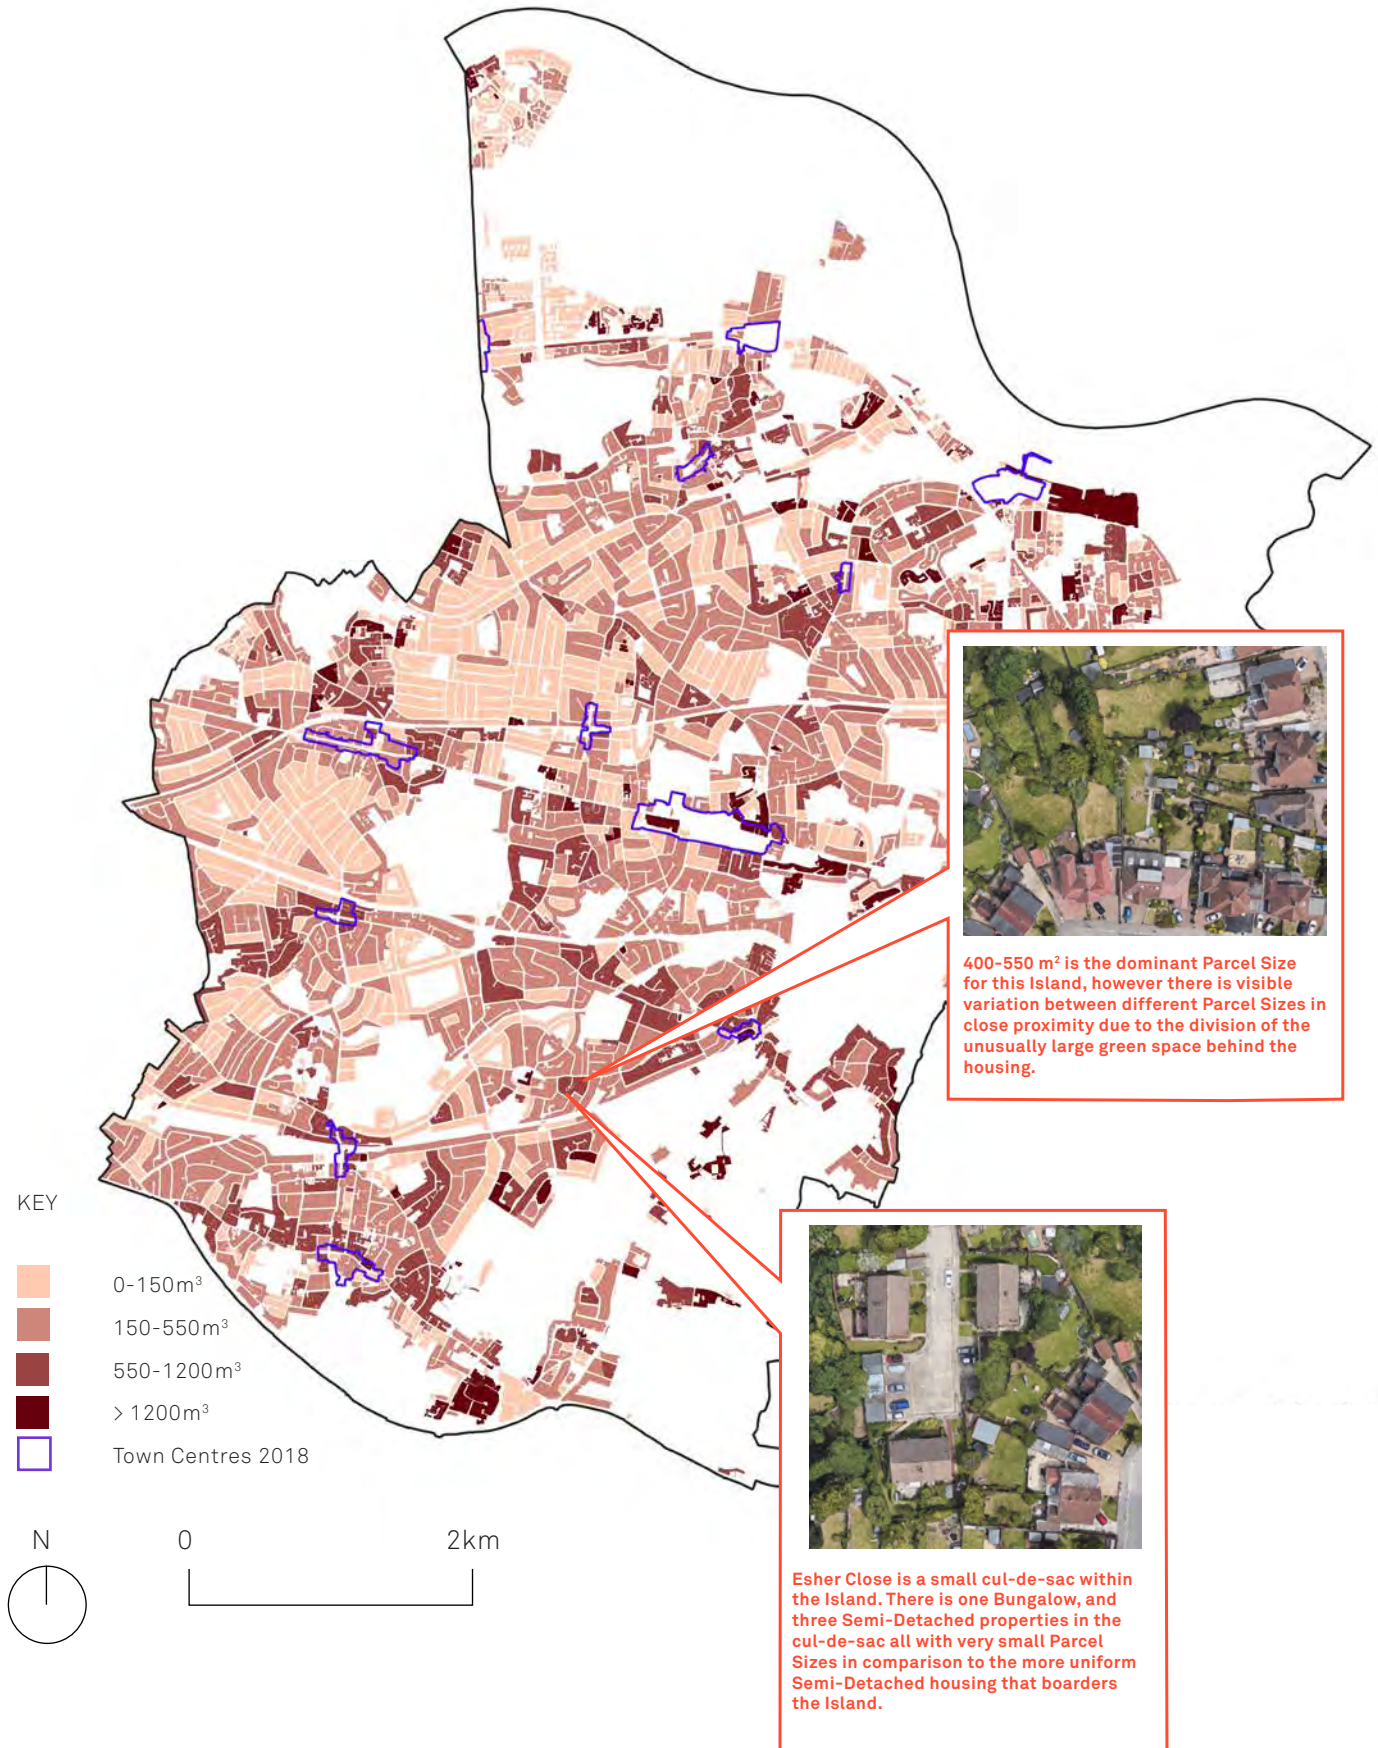 400-550 m² is the dominant Parcel Size
for this Island, however there is visible
variation between different Parcel Sizes in
close proximity due to the division of the
unusually large green space behind the
housing.
KEY
0-150m³
150-550m³
550-1200m³
> 1200m³
Town Centres 2018
N
0
2km
Esher Close is a small cul-de-sac within
the Island. There is one Bungalow, and
three Semi-Detached properties in the
cul-de-sac all with very small Parcel
Sizes in comparison to the more uniform
Semi-Detached housing that boarders
the Island.